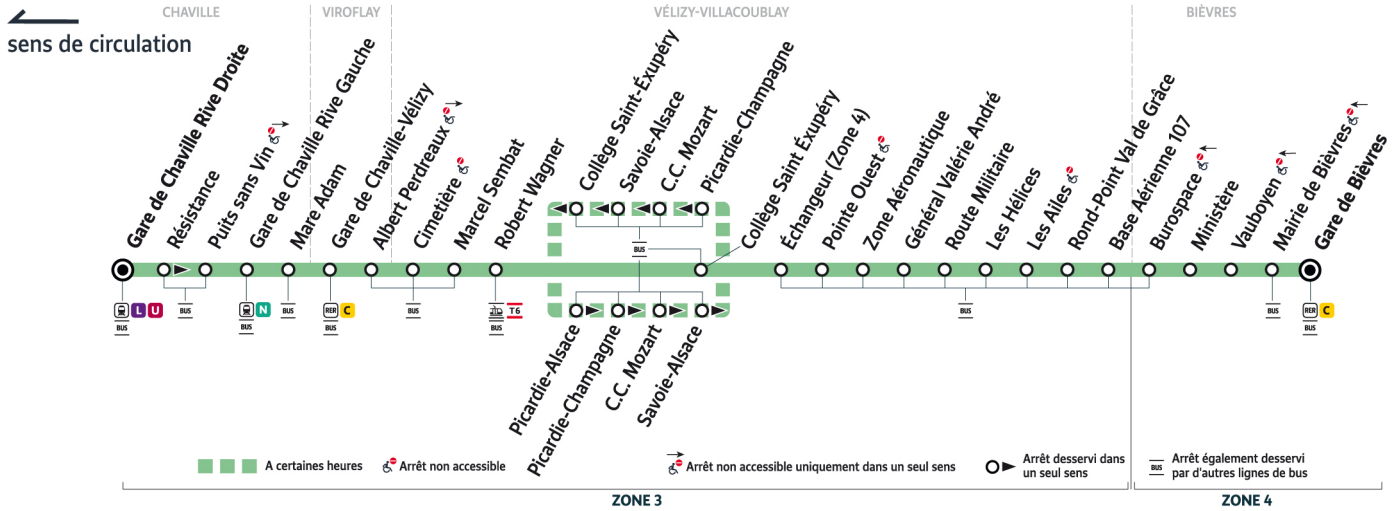 CHAVILLE
VIROFLAY
VÉLIZY-VILLACOUBLAY
BIÈVRES
sens de circulation
Gare de Chaville Rive Droite
Résistance
Puits sans Vin
Gare de Chaville Rive Gauche
Mare Adam
Gare de Chaville-Vélizy
Albert Perdreaux
Cimetière
Marcel Sembat
Robert Wagner
Collège Saint-Éxupéry
Savoie-Alsace
C.C. Mozart
Picardie-Champagne
Collège Saint Éxupéry
Échangeur (Zone 4)
Pointe Ouest
Zone Aéronautique
Général Valérie André
Route Militaire
Les Hélices
Les Ailes
Rond-Point Val de Grâce
Base Aérienne 107
Burospace
Ministère
Vauboyen
Mairie de Bièvres
Gare de Bièvres
BUS
L U
BUS
BUS
N
BUS
BUS
RER C
BUS
BUS
T6
BUS
BUS
BUS
RER C
BUS
Picardie-Alsace
Picardie-Champagne
C.C. Mozart
Savoie-Alsace
A certaines heures
Arrêt non accessible
Arrêt non accessible uniquement dans un seul sens
Arrêt desservi dans
un seul sens
BUS
Arrêt également desservi
par d'autres lignes de bus
ZONE 3
ZONE 4